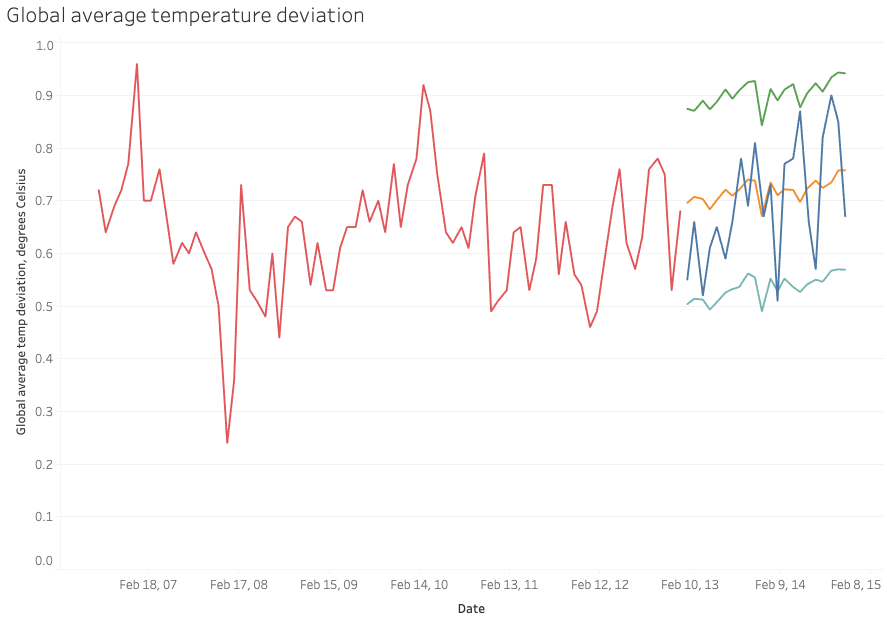 Global average temperature deviation
Global average temp deviation, degrees Celsius
1.0
0.9
0.8
0.7
0.6
0.5
0.4
0.3
0.2
0.1
0.0
Feb 18, 07 Feb 17, 08 Feb 15, 09 Feb 14, 10 Feb 13, 11 Feb 12, 12 Feb 10, 13 Feb 9, 14 Feb 8, 15
Date